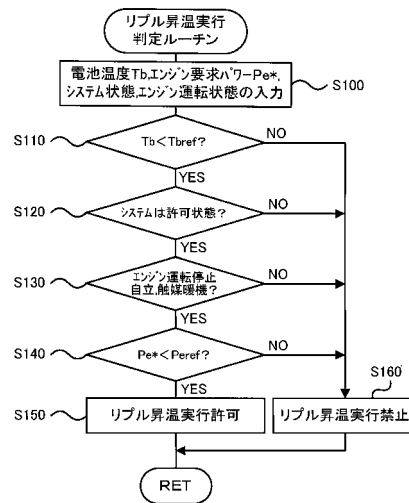 リプル昇温実行
判定ルーチン
電池温度Tb,エンジン要求パワーPe*,
システム状態,エンジン運転状態の入力
S100
S110
Tb<Tbref?
NO
YES
S120
システムは許可状態?
NO
YES
S130
エンジン運転停止
自立,触媒暖機?
NO
YES
S140
Pe*<Peref?
NO
YES
S150
リプル昇温実行許可
S160
リプル昇温実行禁止
RET